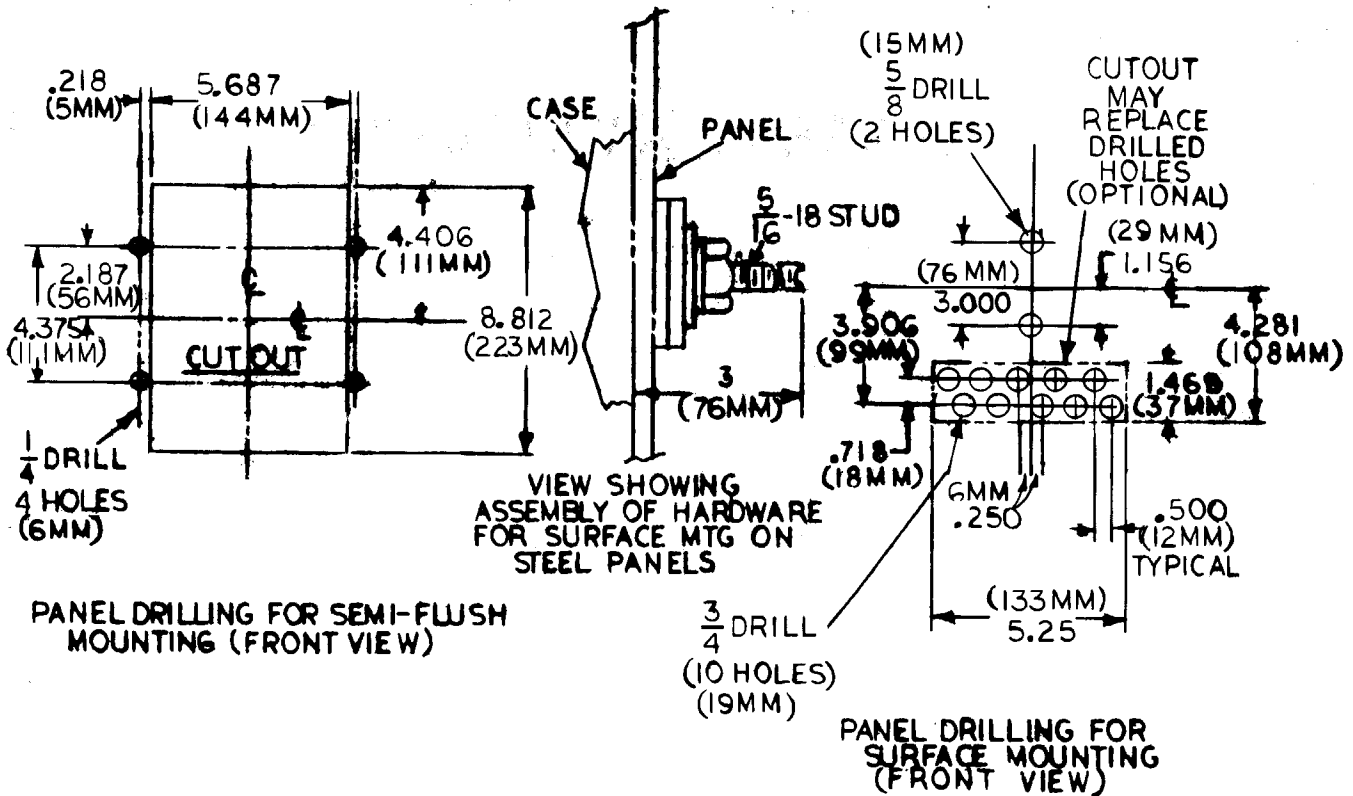 .218
(5MM)
5.687
(144MM)
4.406
(111MM)
2.187
(56MM)
4.375
(111MM)
8.812
(223MM)
CUTOUT
1/4 DRILL
4 HOLES
(6MM)
PANEL DRILLING FOR SEMI-FLUSH
MOUNTING (FRONT VIEW)
CASE
PANEL
5/16-18 STUD
3
(76MM)
VIEW SHOWING
ASSEMBLY OF HARDWARE
FOR SURFACE MTG ON
STEEL PANELS
(15MM)
5/8 DRILL
(2 HOLES)
CUTOUT
MAY
REPLACE
DRILLED
HOLES
(OPTIONAL)
(29MM)
1.156
(76MM)
3.000
3.906
(99MM)
4.281
(108MM)
1.468
(37MM)
.718
(18MM)
6MM
.250
.500
(12MM)
TYPICAL
(133MM)
5.25
3/4 DRILL
(10 HOLES)
(19MM)
PANEL DRILLING FOR
SURFACE MOUNTING
(FRONT VIEW)